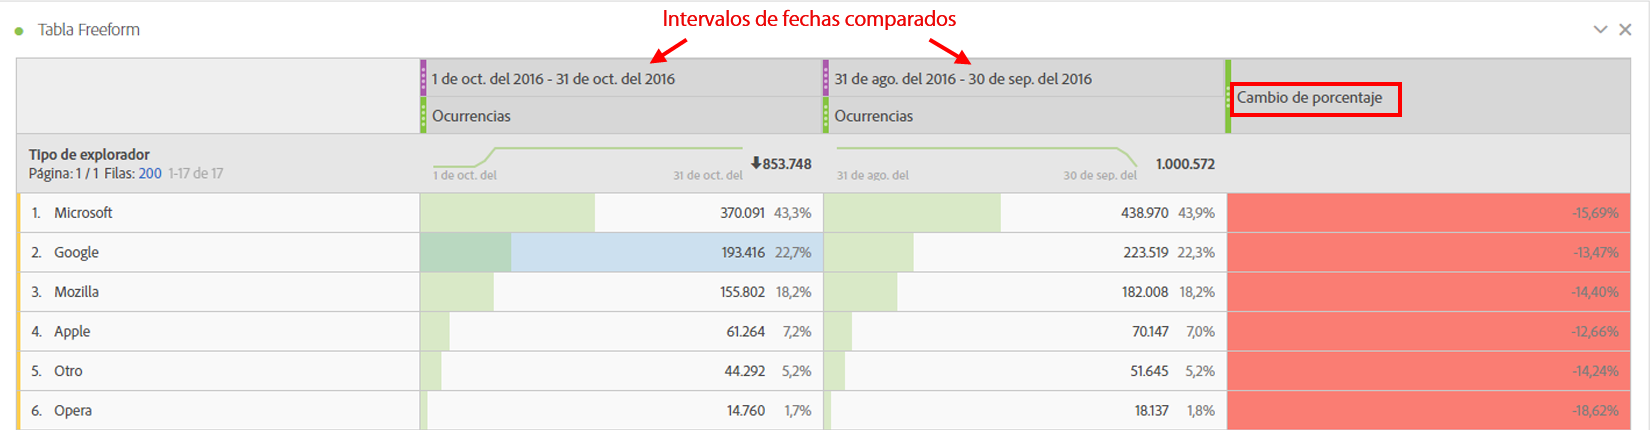 Intervalos de fechas comparados
Tabla Freeform
1 de oct. del 2016 - 31 de oct. del 2016
31 de ago. del 2016 - 30 de sep. del 2016
Cambio de porcentaje
Ocurrencias
Ocurrencias
Tipo de explorador
Página: 1 / 1 Filas: 200 1-17 de 17
1 de oct. del
31 de oct. del
853.748
31 de ago. del
30 de sep. del
1.000.572
1. Microsoft 370.091 43,3% 438.970 43,9% -15,69%
2. Google 193.416 22,7% 223.519 22,3% -13,47%
3. Mozilla 155.802 18,2% 182.008 18,2% -14,40%
4. Apple 61.264 7,2% 70.147 7,0% -12,66%
5. Otro 44.292 5,2% 51.645 5,2% -14,24%
6. Opera 14.760 1,7% 18.137 1,8% -18,62%